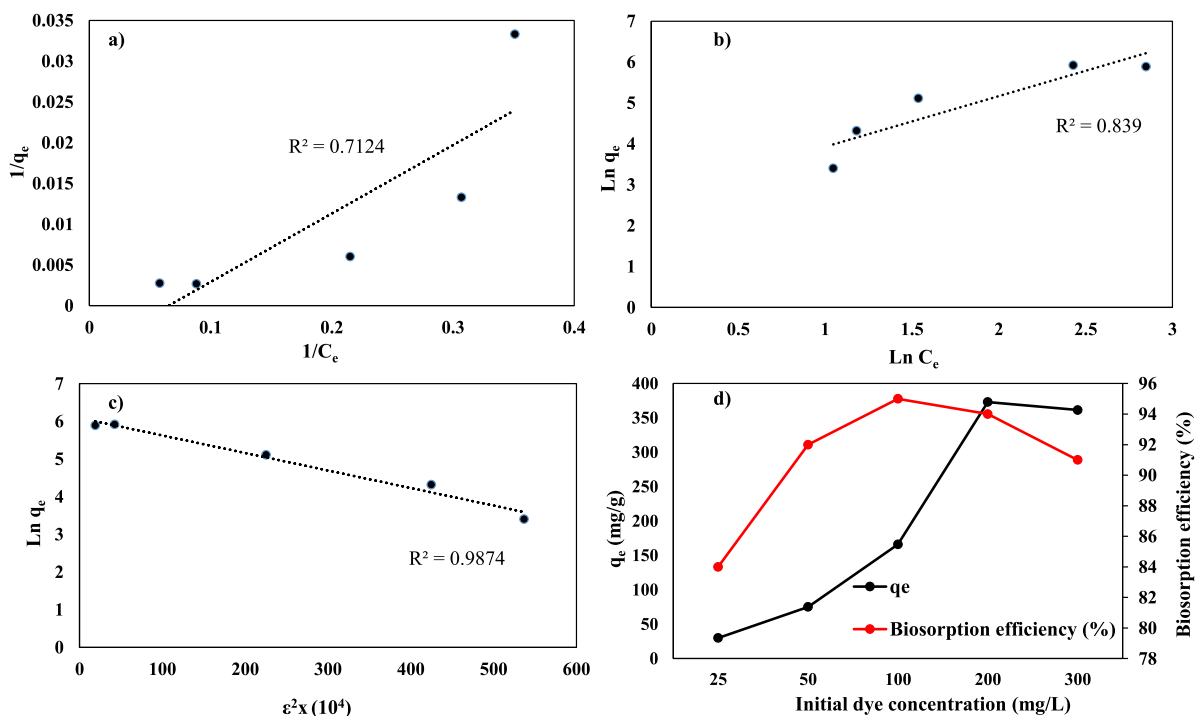 a)
1/qe
0.035
0.03
0.025
0.02
0.015
0.01
0.005
0
R² = 0.7124
0 0.1 0.2 0.3 0.4
1/Ce
b)
Ln qe
7
6
5
4
3
2
1
0
R² = 0.839
0 0.5 1 1.5 2 2.5 3
Ln Ce
c)
Ln qe
7
6
5
4
3
2
1
0
R² = 0.9874
0 100 200 300 400 500 600
ε²x (10⁴)
d)
qe (mg/g)
400
350
300
250
200
150
100
50
0
qe
Biosorption efficiency (%)
25 50 100 200 300
Initial dye concentration (mg/L)
96
94
92
90
88
86
84
82
80
78
Biosorption efficiency (%)